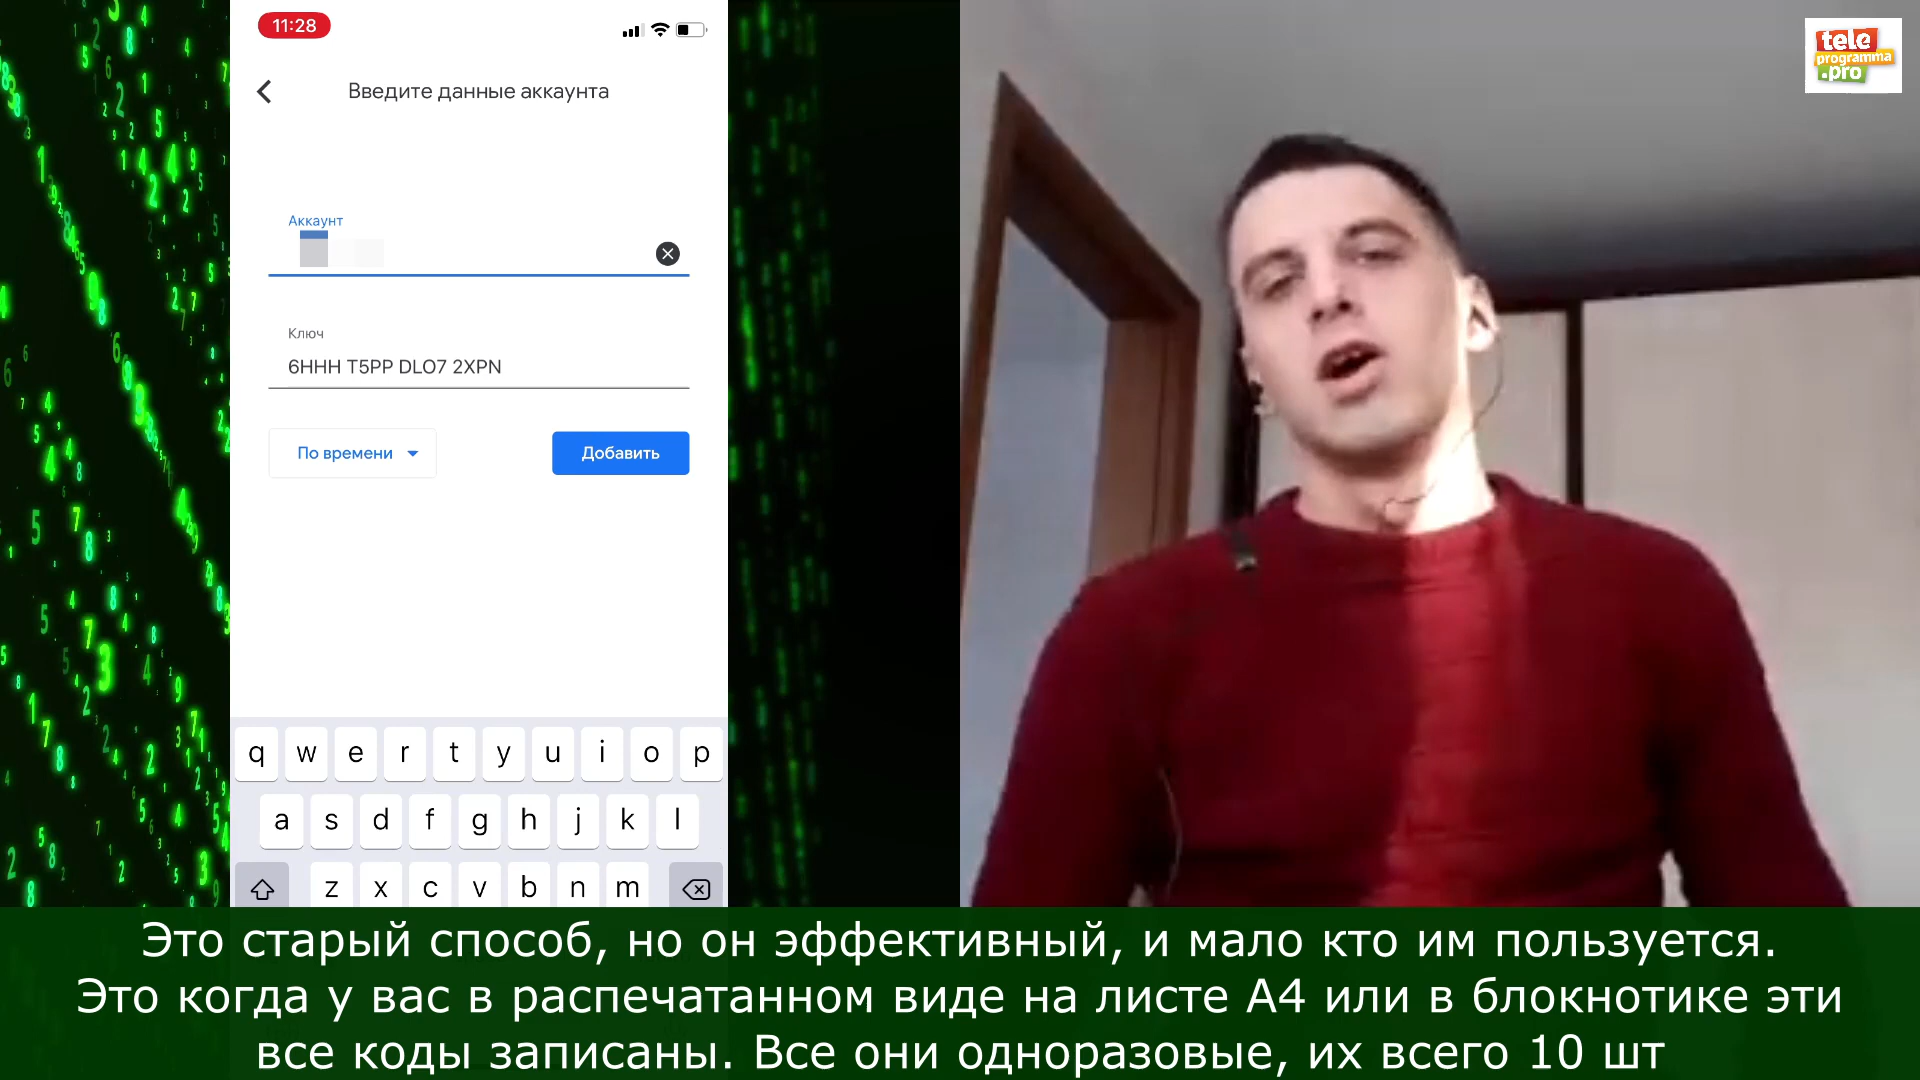 11:28
Введите данные аккаунта
Аккаунт
Ключ
6HHH T5PP DLO7 2XPN
По времени
Добавить
q w e r t y u i o p
a s d f g h j k l
z x c v b n m
tele
programma
.pro
Это старый способ, но он эффективный, и мало кто им пользуется.
Это когда у вас в распечатанном виде на листе А4 или в блокнотике эти
все коды записаны. Все они одноразовые, их всего 10 шт